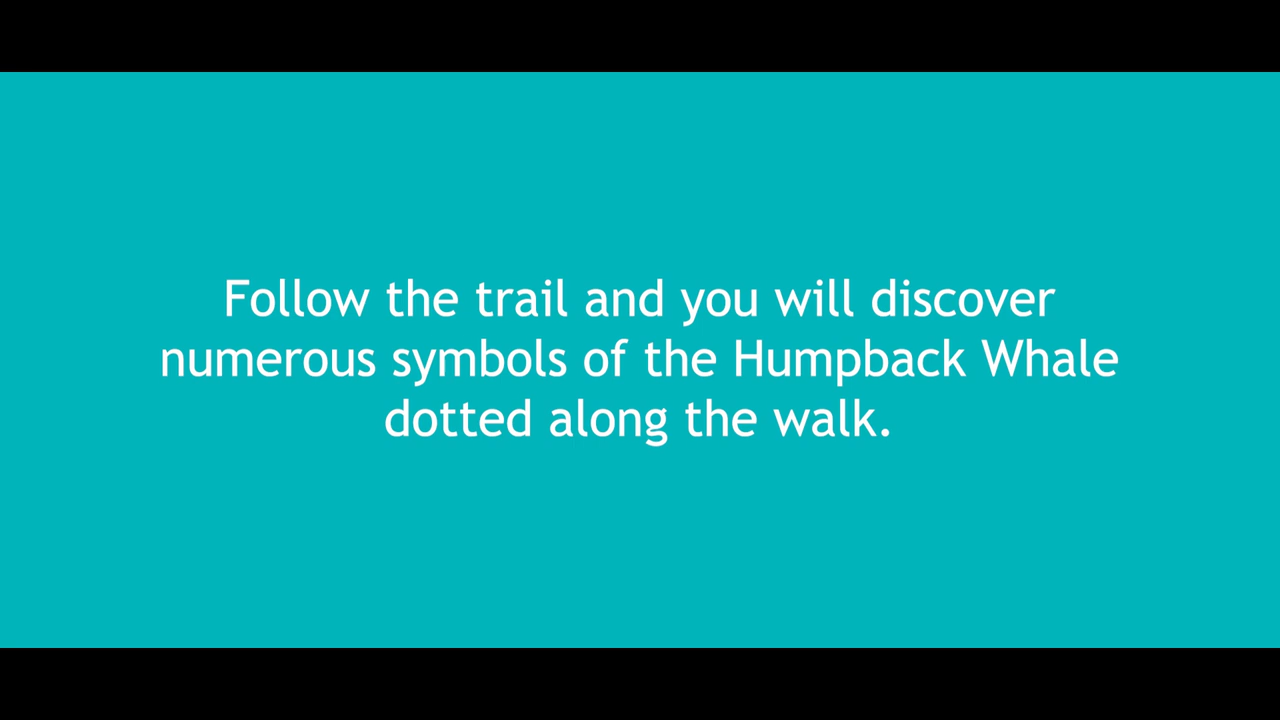 Follow the trail and you will discover
numerous symbols of the Humpback Whale
dotted along the walk.